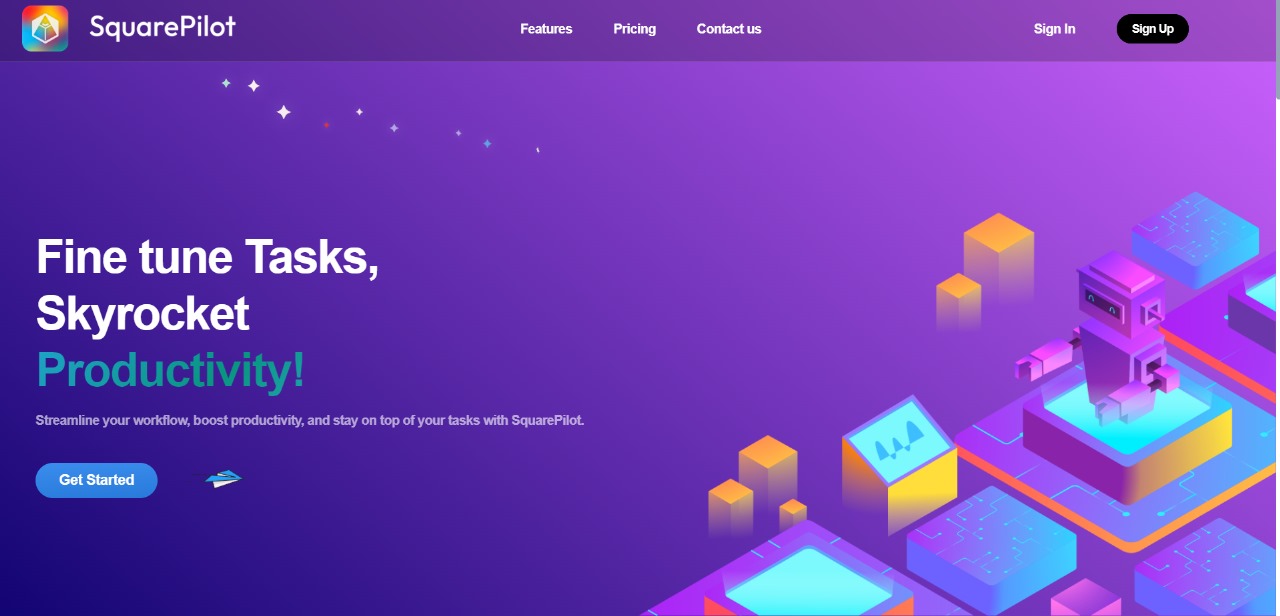 SquarePilot
Features
Pricing
Contact us
Sign In
Sign Up
Fine tune Tasks,
Skyrocket
Productivity!
Streamline your workflow, boost productivity, and stay on top of your tasks with SquarePilot.
Get Started